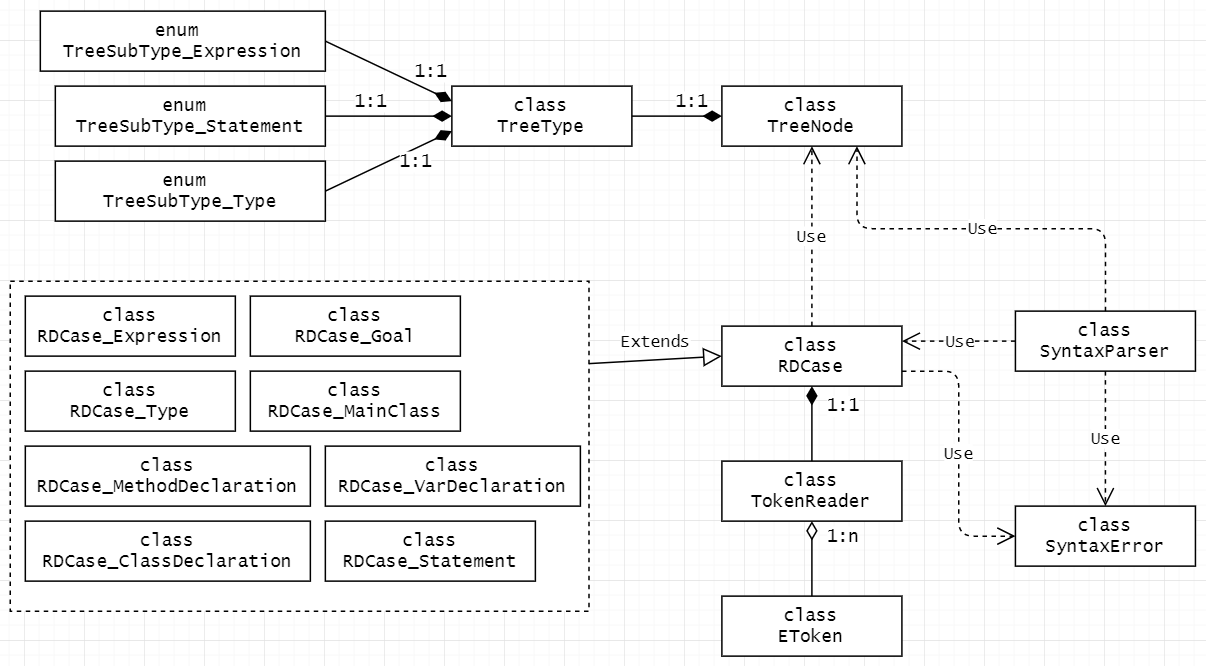 enum
TreeSubType_Expression
1:1
enum
TreeSubType_Statement
1:1
enum
TreeSubType_Type
1:1
class
TreeType
1:1
class
TreeNode
Use
Use
class
RDCase_Expression
class
RDCase_Goal
class
RDCase_Type
class
RDCase_MainClass
class
RDCase_MethodDeclaration
class
RDCase_VarDeclaration
class
RDCase_ClassDeclaration
class
RDCase_Statement
Extends
class
RDCase
Use
class
SyntaxParser
1:1
Use
Use
class
TokenReader
1:n
class
SyntaxError
class
EToken